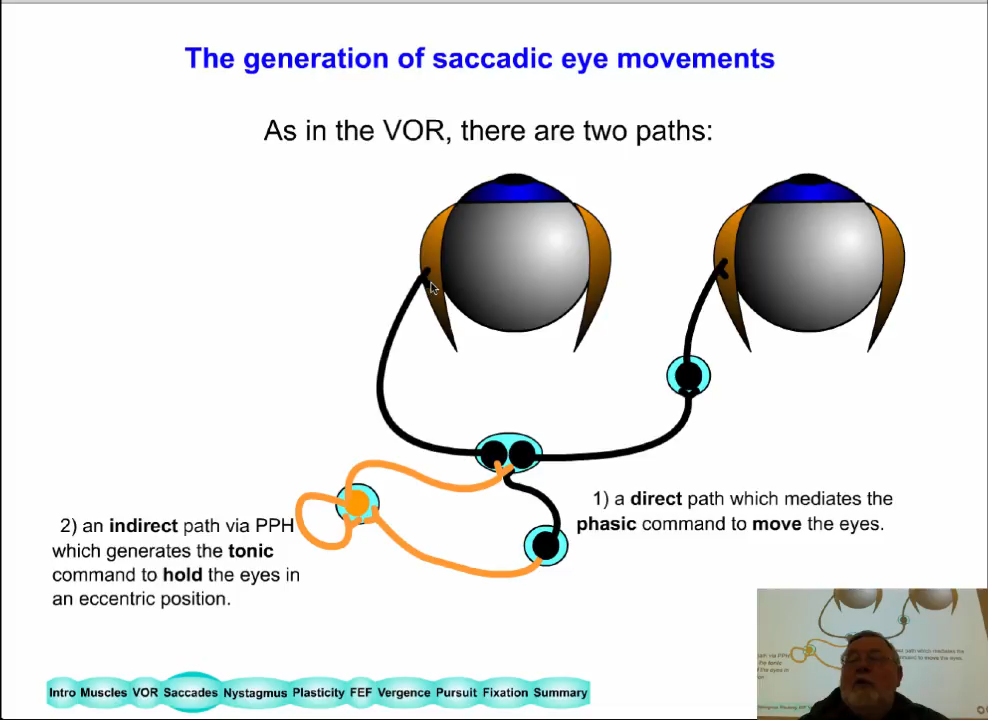 The generation of saccadic eye movements
As in the VOR, there are two paths:
1) a direct path which mediates the
phasic command to move the eyes.
2) an indirect path via PPH
which generates the tonic
command to hold the eyes in
an eccentric position.
Intro Muscles VOR Saccades Nystagmus Plasticity FEF Vergence Pursuit Fixation Summary